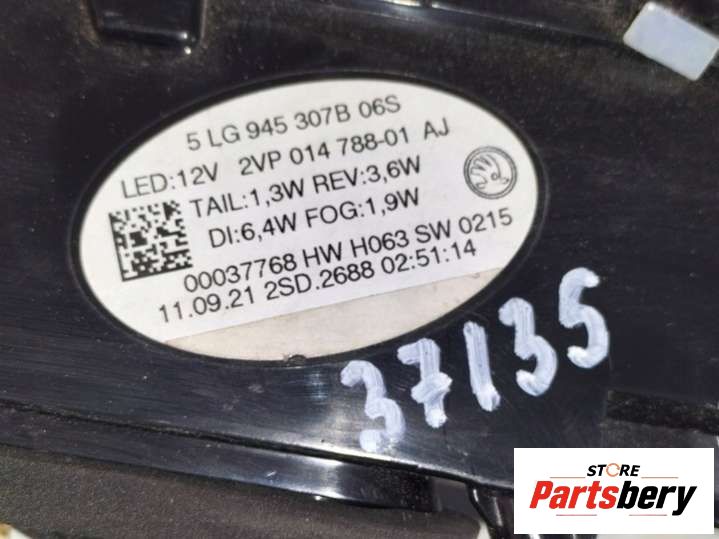 5 LG 945 307B 06S
LED:12V 2VP 014 788-01 AJ
TAIL:1,3W REV:3,6W
DI:6,4W FOG:1,9W
00037768 HW H063 SW 0215
11.09.21 2SD.2688 02:51:14
37135
STORE
Partsbery